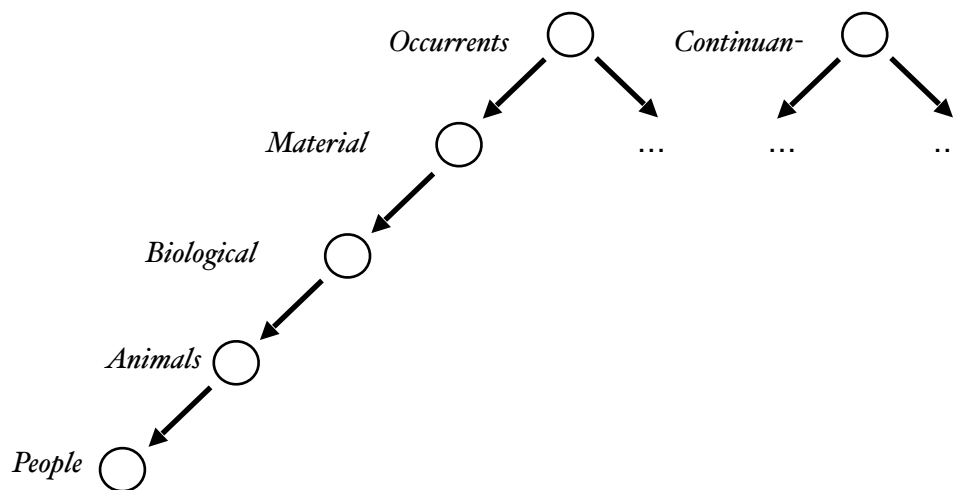 Occurrents
Continuan-
Material
...
...
..
Biological
Animals
People